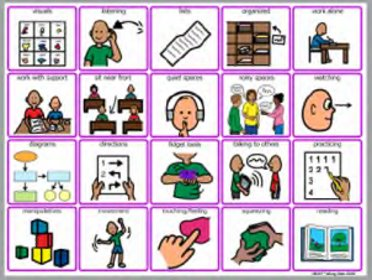 visuals
listening
lists
organized
work alone
work with support
sit near front
quiet spaces
noisy spaces
watching
diagrams
directions
fidget tools
talking to others
practicing
manipulatives
movement
touching/feeling
squeezing
reading